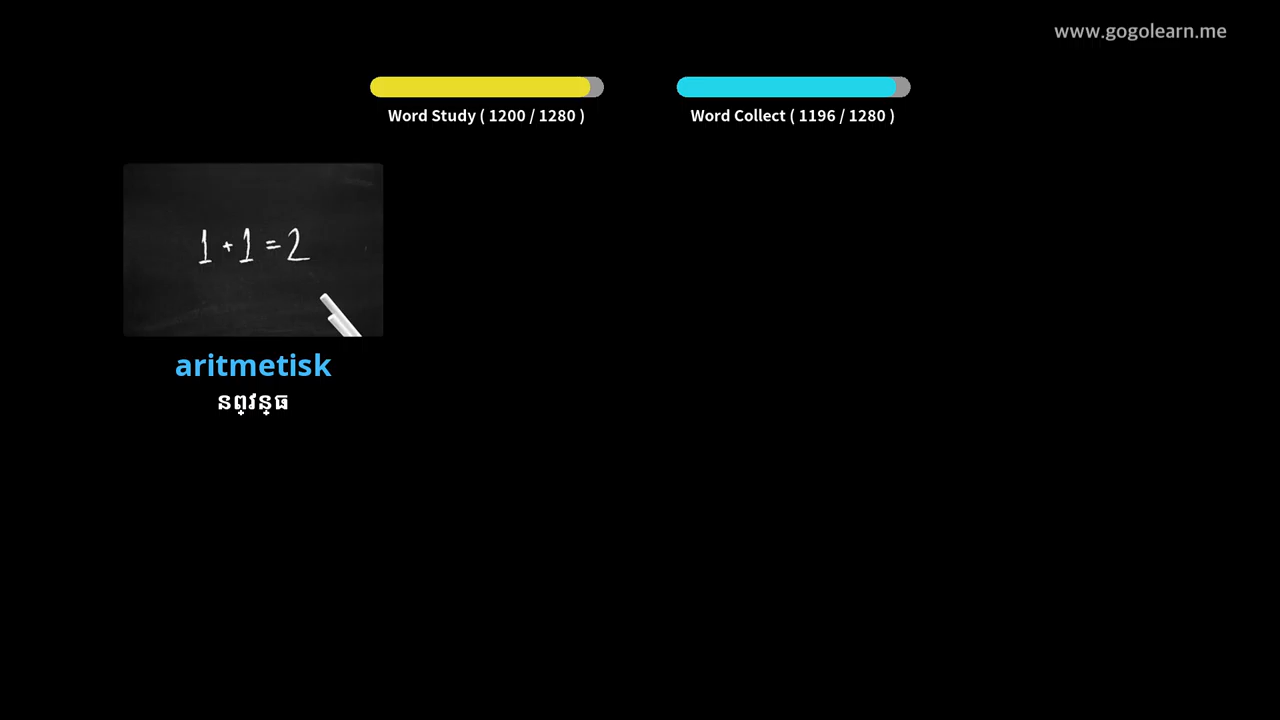 www.gogolearn.me
Word Study ( 1200 / 1280 )
Word Collect ( 1196 / 1280 )
1 + 1 = 2
aritmetisk
នព្វន្ធ